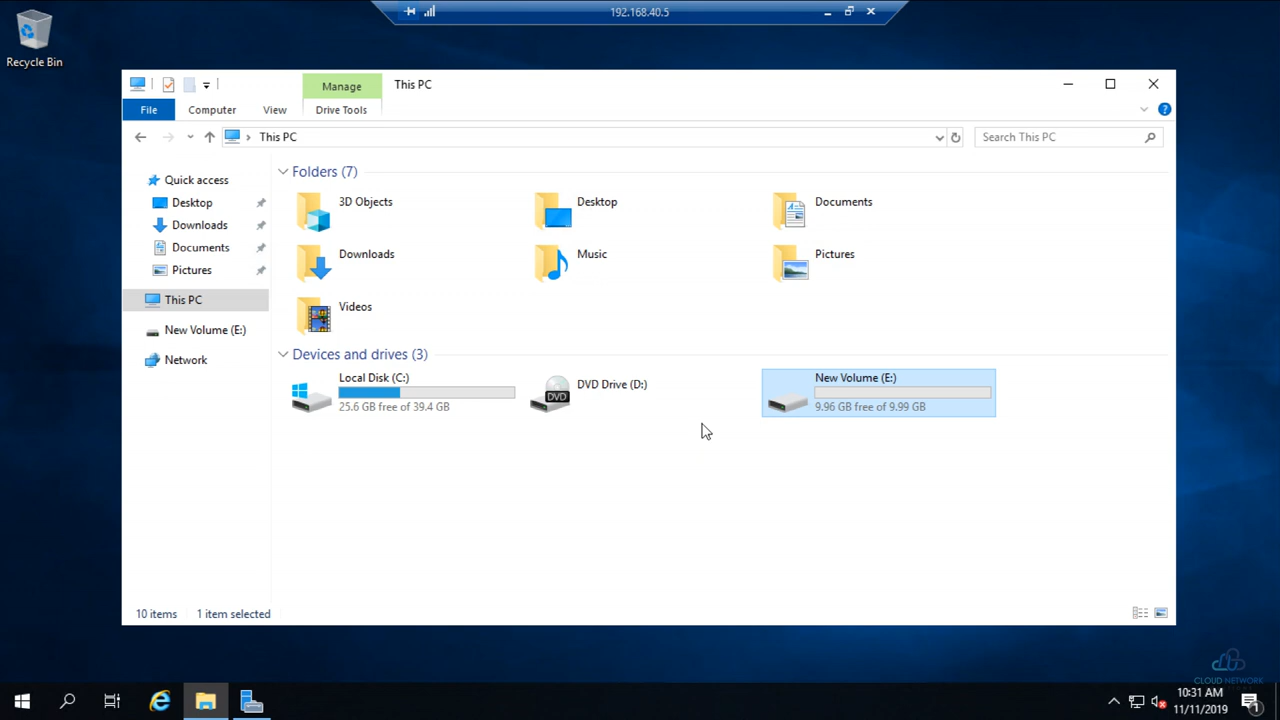 192.168.40.5
Recycle Bin
Manage
This PC
File
Computer
View
Drive Tools
This PC
Search This PC
Quick access
Desktop
Downloads
Documents
Pictures
This PC
New Volume (E:)
Network
Folders (7)
3D Objects
Desktop
Documents
Downloads
Music
Pictures
Videos
Devices and drives (3)
Local Disk (C:)
25.6 GB free of 39.4 GB
DVD
DVD Drive (D:)
New Volume (E:)
9.96 GB free of 9.99 GB
10 items
1 item selected
CLOUD NETWORK
10:31 AM
11/11/2019
1